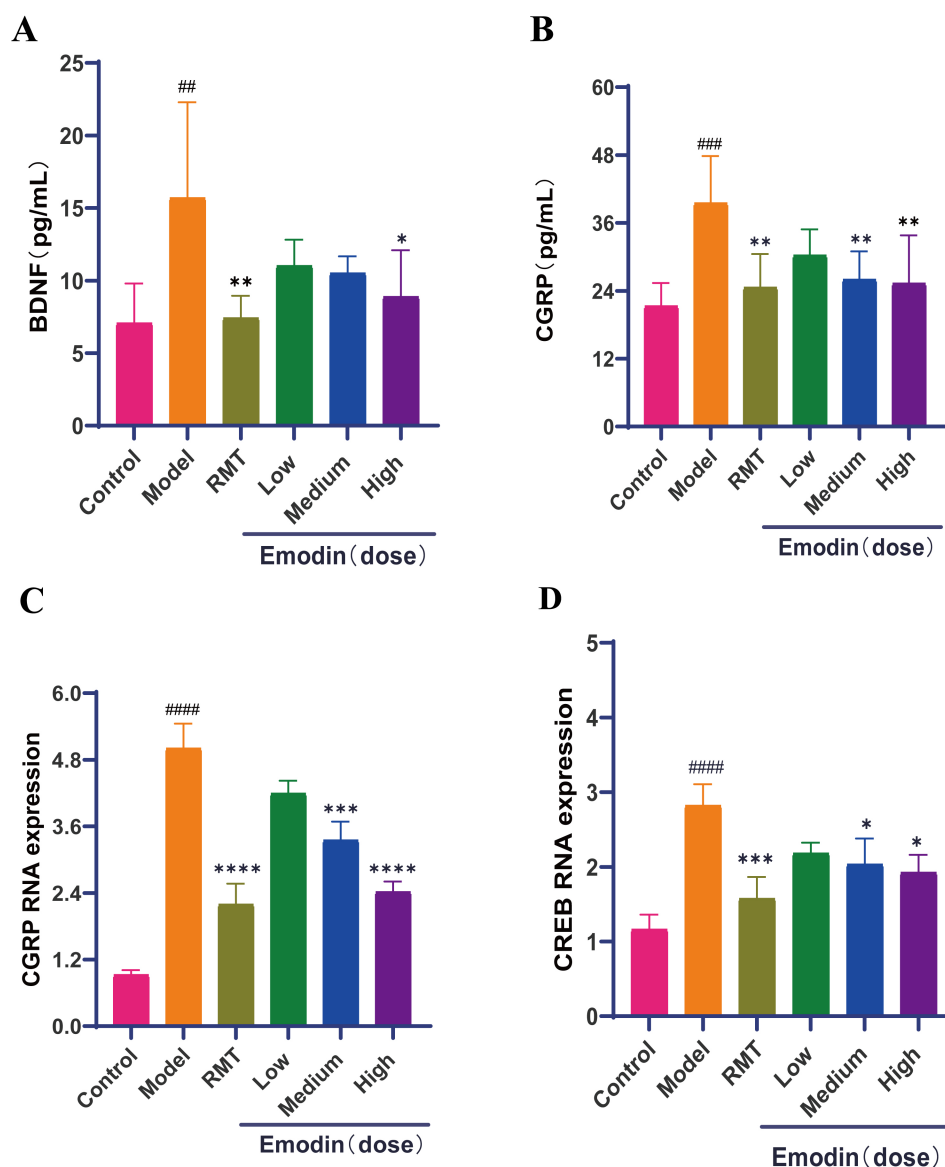 A
BDNF（pg/mL）
25
20
15
10
5
0
##
**
*
Control
Model
RMT
Low
Medium
High
Emodin（dose）
B
CGRP（pg/mL）
60
48
36
24
12
0
###
**
**
**
Control
Model
RMT
Low
Medium
High
Emodin（dose）
C
CGRP RNA expression
6.0
4.8
3.6
2.4
1.2
0.0
####
****
***
****
Control
Model
RMT
Low
Medium
High
Emodin（dose）
D
CREB RNA expression
5
4
3
2
1
0
####
***
*
*
Control
Model
RMT
Low
Medium
High
Emodin（dose）